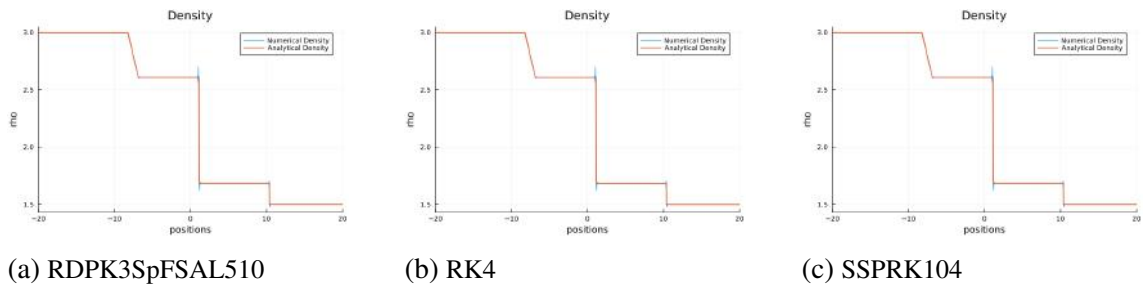 Density
Numerical Density
Analytical Density
rho
3.0
2.5
2.0
1.5
−20
−10
0
10
20
positions
(a) RDPK3SpFSAL510
Density
Numerical Density
Analytical Density
rho
3.0
2.5
2.0
1.5
−20
−10
0
10
20
positions
(b) RK4
Density
Numerical Density
Analytical Density
rho
3.0
2.5
2.0
1.5
−20
−10
0
10
20
positions
(c) SSPRK104